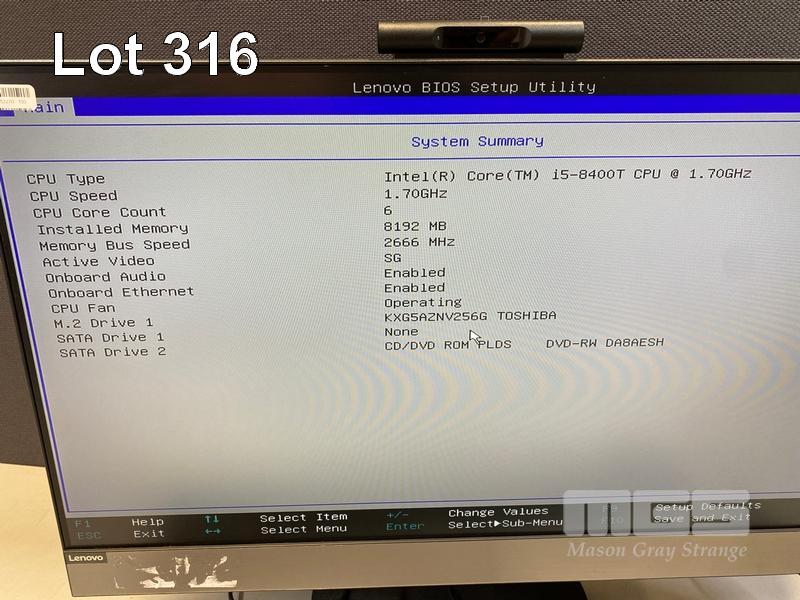 Lot 316
Lenovo BIOS Setup Utility
Main
System Summary
CPU Type Intel(R) Core(TM) i5-8400T CPU @ 1.70GHz
CPU Speed 1.70GHz
CPU Core Count 6
Installed Memory 8192 MB
Memory Bus Speed 2666 MHz
Active Video SG
Onboard Audio Enabled
Onboard Ethernet Enabled
CPU Fan Operating
M.2 Drive 1 KXG5AZNV256G TOSHIBA
SATA Drive 1 None
SATA Drive 2 CD/DVD ROM PLDS DVD-RW DA8AESH
F1 Help ↑↓ Select Item +/- Change Values F9 Setup Defaults
ESC Exit ←→ Select Menu Enter Select▶Sub-Menu F10 Save and Exit
MGS
Mason Gray Strange
Lenovo